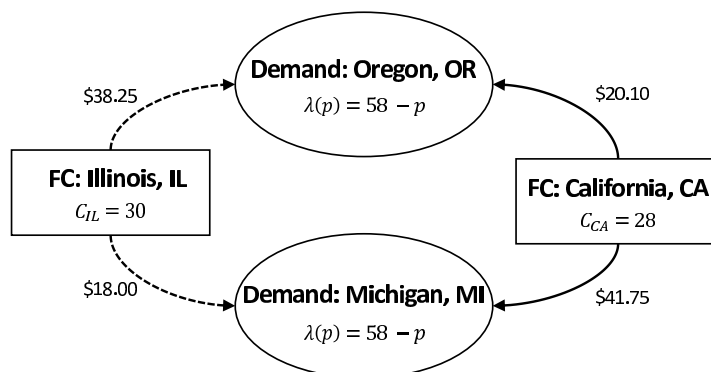 Demand: Oregon, OR
λ(p) = 58 − p
$38.25
$20.10
FC: Illinois, IL
C_IL = 30
FC: California, CA
C_CA = 28
$18.00
Demand: Michigan, MI
λ(p) = 58 − p
$41.75